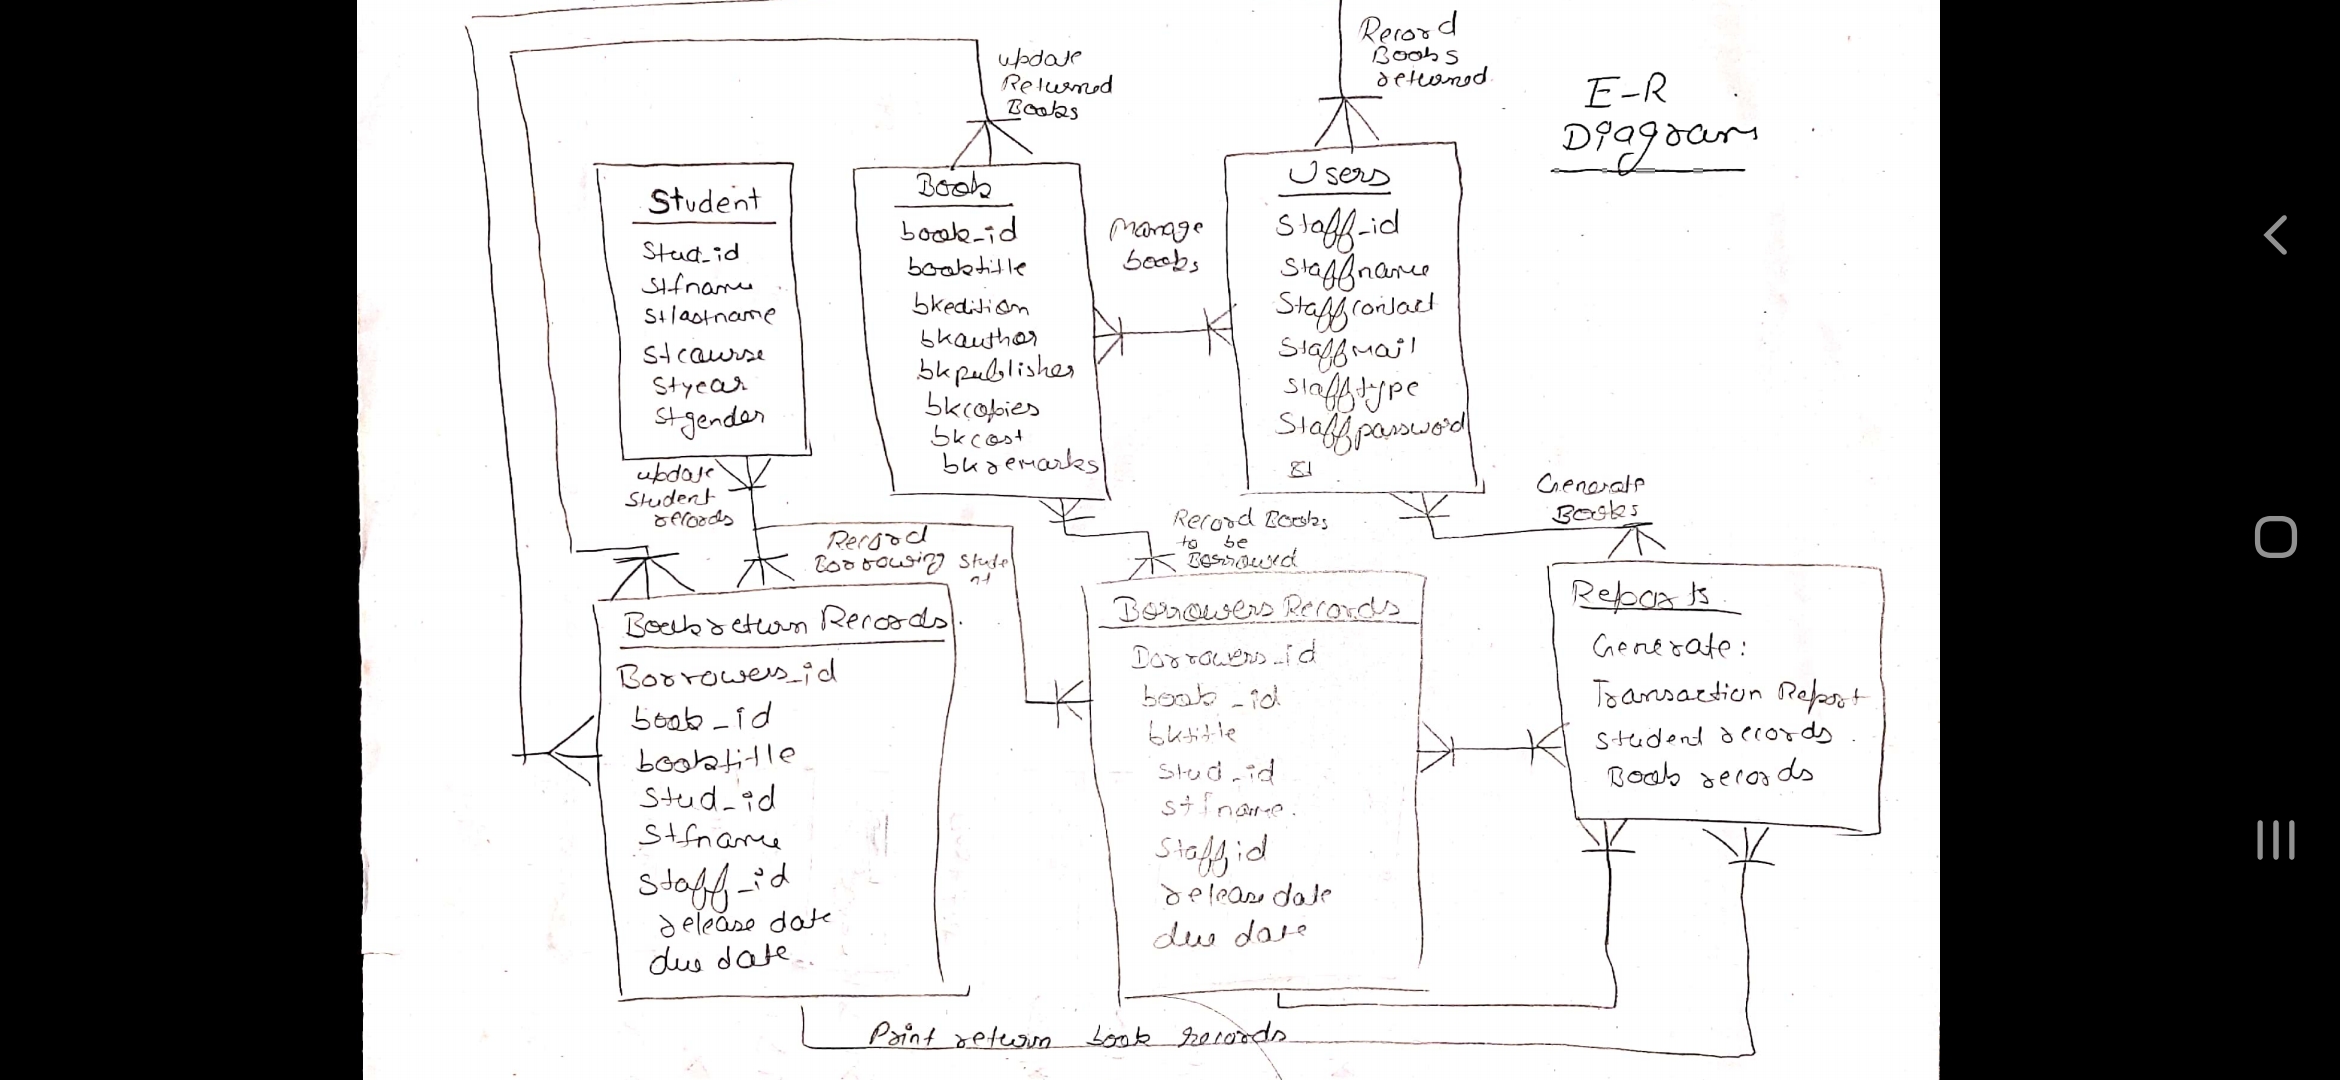 E-R
Diagram
update
Returned
Books
Record
Books
returned
Student
Stud_id
Stfname
Stlastname
Stcourse
Styear
Stgender
Book
book_id
booktitle
bkedition
bkauthor
bkpublisher
bkcopies
bkcost
bkremarks
manage
books
Users
Staff_id
Staffname
Staffcontact
Staffmail
Stafftype
Staffpassword
update
Student
records
Record
Borrowing Stude
nt
Record Books
to be
Borrowed
Generate
Books
Bookreturn Records
Borrowers_id
book_id
booktitle
Stud_id
Stfname
Staff_id
release date
due date
Borrowers Records
Borrowers_id
book_id
bktitle
Stud_id
stfname
Staffid
release date
due date
Reports
Generate:
Transaction Report
Student records
Book records
Print return book records